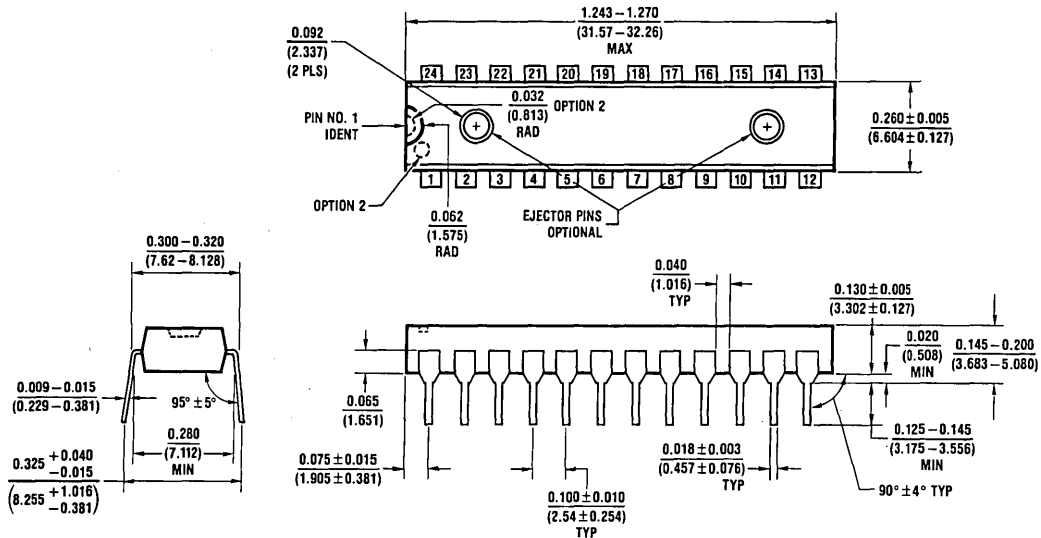 1.243–1.270
(31.57–32.26)
MAX
0.092
(2.337)
(2 PLS)
24 23 22 21 20 19 18 17 16 15 14 13
0.032
(0.813)
RAD
OPTION 2
PIN NO. 1
IDENT
0.260±0.005
(6.604±0.127)
1 2 3 4 5 6 7 8 9 10 11 12
OPTION 2
0.062
(1.575)
RAD
EJECTOR PINS
OPTIONAL
0.300–0.320
(7.62–8.128)
0.040
(1.016)
TYP
0.130±0.005
(3.302±0.127)
0.020
(0.508)
MIN
0.145–0.200
(3.683–5.080)
0.009–0.015
(0.229–0.381)
95°±5°
0.065
(1.651)
0.280
(7.112)
MIN
0.125–0.145
(3.175–3.556)
MIN
0.325 +0.040
−0.015
(8.255 +1.016
−0.381)
0.075±0.015
(1.905±0.381)
0.018±0.003
(0.457±0.076)
TYP
0.100±0.010
(2.54±0.254)
TYP
90°±4° TYP